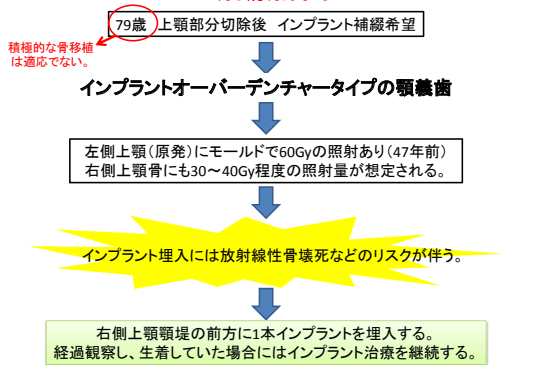 79歳 上顎部分切除後 インプラント補綴希望
積極的な骨移植
は適応でない。
インプラントオーバーデンチャータイプの顎義歯
左側上顎（原発）にモールドで60Gyの照射あり（47年前）
右側上顎骨にも30～40Gy程度の照射量が想定される。
インプラント埋入には放射線性骨壊死などのリスクが伴う。
右側上顎顎堤の前方に1本インプラントを埋入する。
経過観察し、生着していた場合にはインプラント治療を継続する。